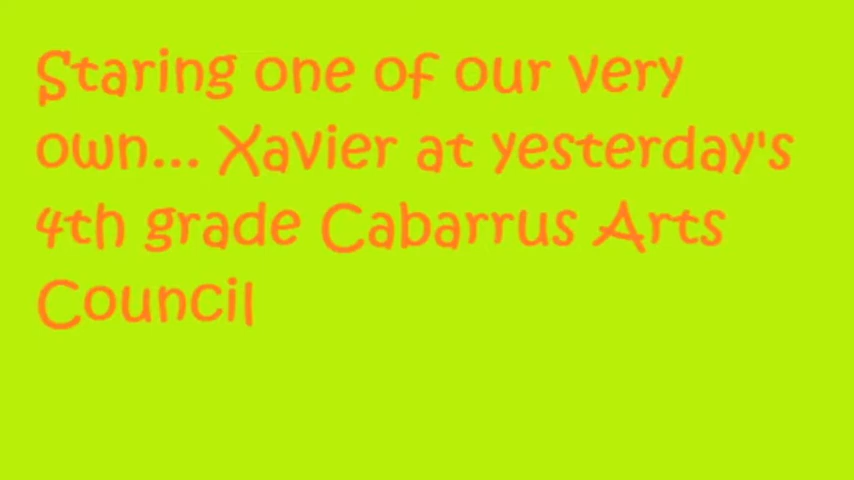 Staring one of our very
own... Xavier at yesterday's
4th grade Cabarrus Arts
Council